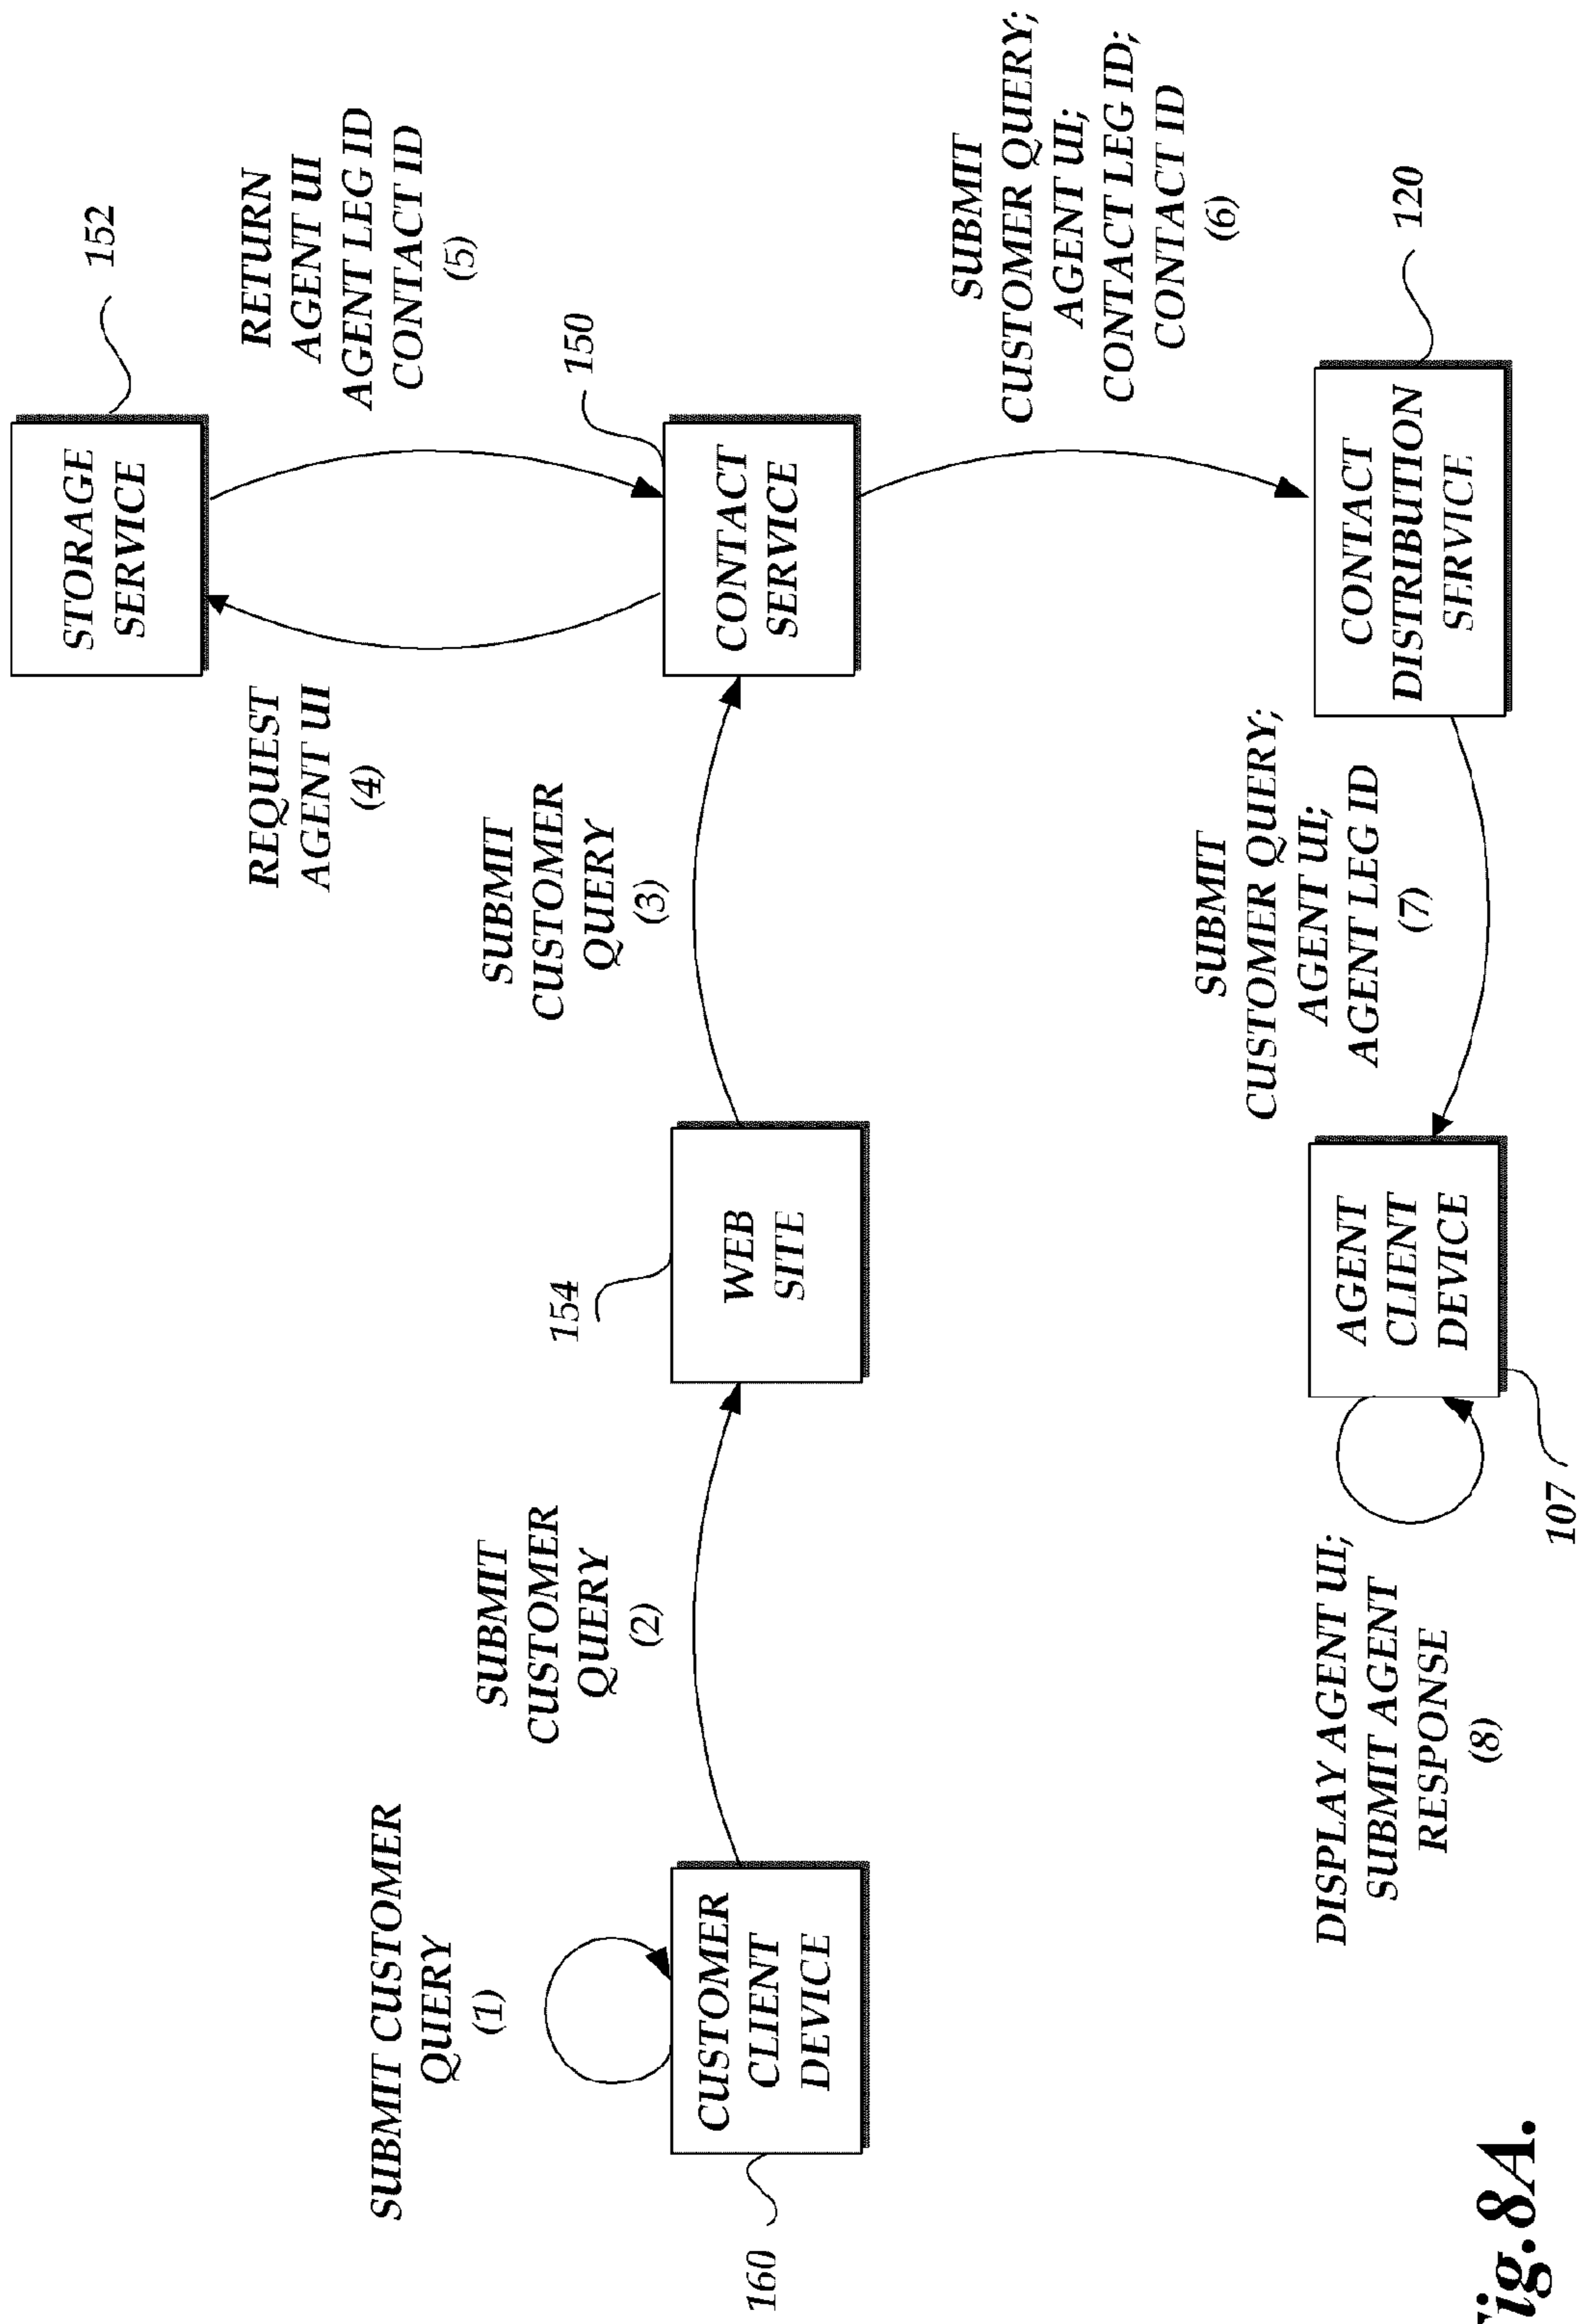 SUBMIT CUSTOMER
QUERY
(1)
160
CUSTOMER
CLIENT
DEVICE
SUBMIT
CUSTOMER
QUERY
(2)
154
WEB
SITE
SUBMIT
CUSTOMER
QUERY
(3)
REQUEST
AGENT UI
(4)
STORAGE
SERVICE
152
RETURN
AGENT UI
AGENT LEG ID
CONTACT ID
(5)
150
CONTACT
SERVICE
SUBMIT
CUSTOMER QUERY;
AGENT UI;
CONTACT LEG ID;
CONTACT ID
(6)
CONTACT
DISTRIBUTION
SERVICE
120
SUBMIT
CUSTOMER QUERY;
AGENT UI;
AGENT LEG ID
(7)
AGENT
CLIENT
DEVICE
107
DISPLAY AGENT UI;
SUBMIT AGENT
RESPONSE
(8)
Fig.8A.